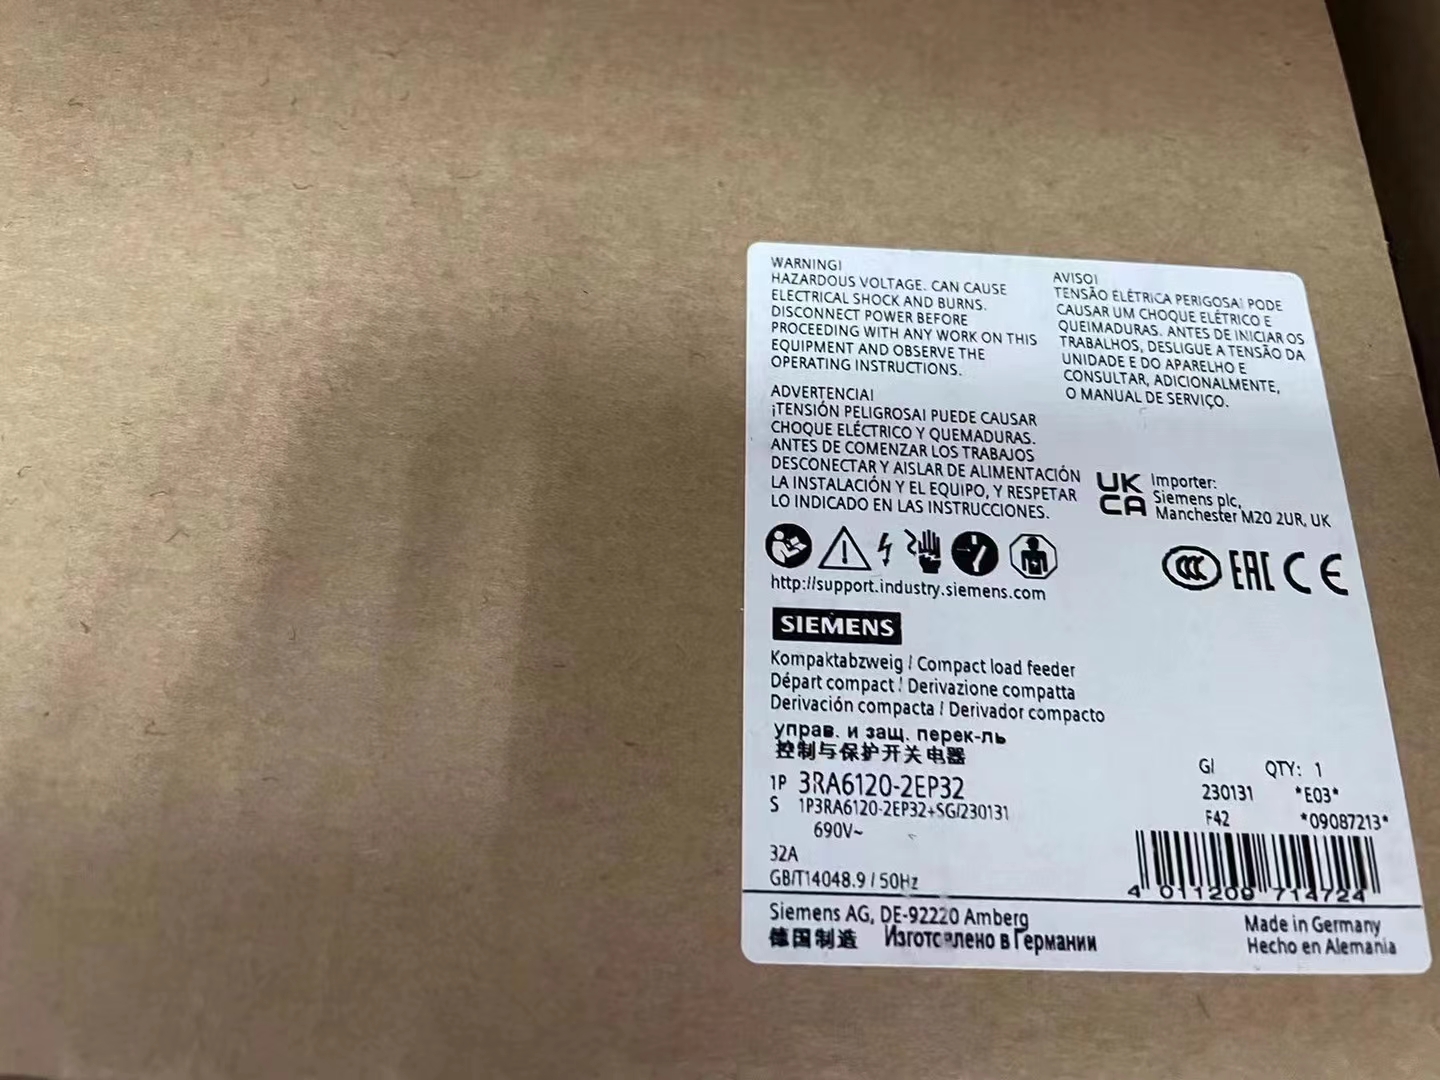 WARNING!
HAZARDOUS VOLTAGE. CAN CAUSE
ELECTRICAL SHOCK AND BURNS.
DISCONNECT POWER BEFORE
PROCEEDING WITH ANY WORK ON THIS
EQUIPMENT AND OBSERVE THE
OPERATING INSTRUCTIONS.
AVISO!
TENSÃO ELÉTRICA PERIGOSA! PODE
CAUSAR UM CHOQUE ELÉTRICO E
QUEIMADURAS. ANTES DE INICIAR OS
TRABALHOS, DESLIGUE A TENSÃO DA
UNIDADE E DO APARELHO E
CONSULTAR, ADICIONALMENTE,
O MANUAL DE SERVIÇO.
ADVERTENCIA!
¡TENSIÓN PELIGROSA! PUEDE CAUSAR
CHOQUE ELÉCTRICO Y QUEMADURAS.
ANTES DE COMENZAR LOS TRABAJOS
DESCONECTAR Y AISLAR DE ALIMENTACIÓN
LA INSTALACIÓN Y EL EQUIPO, Y RESPETAR
LO INDICADO EN LAS INSTRUCCIONES.
UK
CA
Importer:
Siemens plc,
Manchester M20 2UR, UK
CCC EAC CE
http://support.industry.siemens.com
SIEMENS
Kompaktabzweig / Compact load feeder
Départ compact / Derivazione compatta
Derivación compacta / Derivador compacto
управ. и защ. перек-ль
控制与保护开关电器
1P 3RA6120-2EP32
S 1P3RA6120-2EP32+SG/230131
690V~
32A
GB/T14048.9 / 50Hz
G/ QTY: 1
230131 *E03*
F42 *09087213*
4 011209 714724
Siemens AG, DE-92220 Amberg
德国制造 Изготовлено в Германии
Made in Germany
Hecho en Alemania